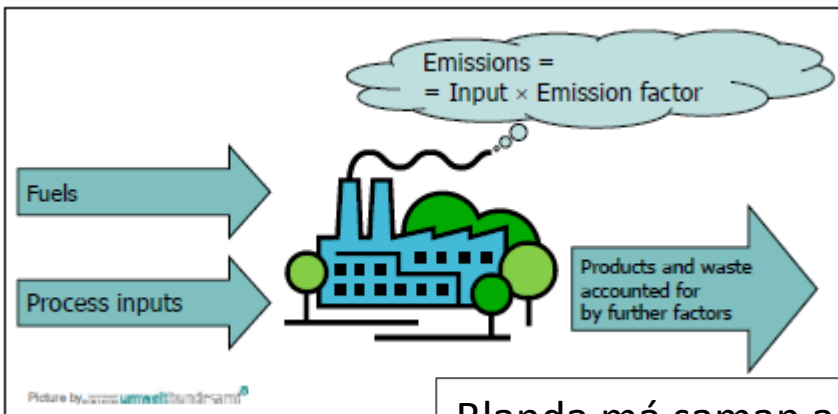 Emissions =
= Input × Emission factor
Fuels
Process inputs
Products and waste
accounted for
by further factors
Picture by umweltbundesamt